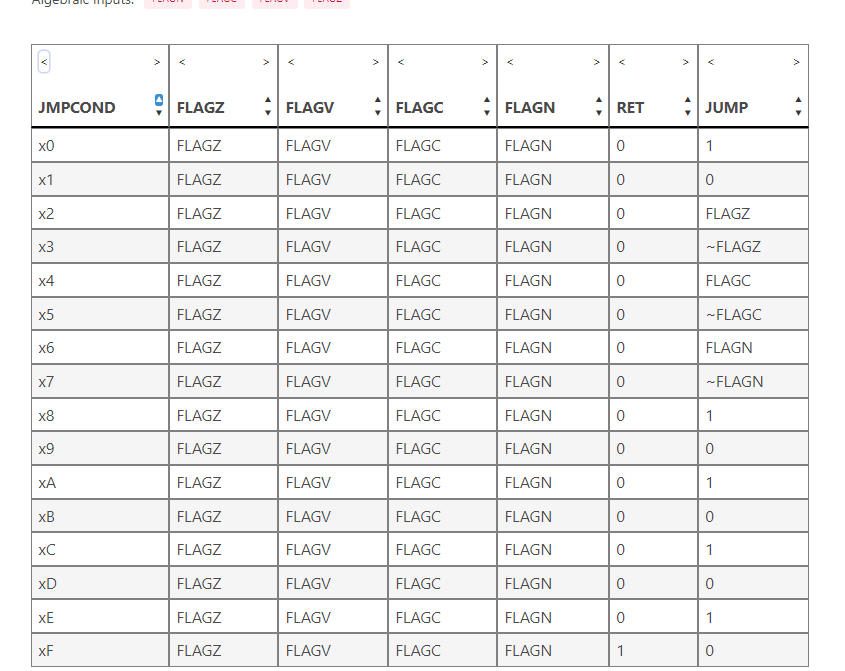 Algebraic inputs: FLAGN FLAGC FLAGV FLAGZ
< > < > < > < > < > < > < >
JMPCOND FLAGZ FLAGV FLAGC FLAGN RET JUMP
x0 FLAGZ FLAGV FLAGC FLAGN 0 1
x1 FLAGZ FLAGV FLAGC FLAGN 0 0
x2 FLAGZ FLAGV FLAGC FLAGN 0 FLAGZ
x3 FLAGZ FLAGV FLAGC FLAGN 0 ~FLAGZ
x4 FLAGZ FLAGV FLAGC FLAGN 0 FLAGC
x5 FLAGZ FLAGV FLAGC FLAGN 0 ~FLAGC
x6 FLAGZ FLAGV FLAGC FLAGN 0 FLAGN
x7 FLAGZ FLAGV FLAGC FLAGN 0 ~FLAGN
x8 FLAGZ FLAGV FLAGC FLAGN 0 1
x9 FLAGZ FLAGV FLAGC FLAGN 0 0
xA FLAGZ FLAGV FLAGC FLAGN 0 1
xB FLAGZ FLAGV FLAGC FLAGN 0 0
xC FLAGZ FLAGV FLAGC FLAGN 0 1
xD FLAGZ FLAGV FLAGC FLAGN 0 0
xE FLAGZ FLAGV FLAGC FLAGN 0 1
xF FLAGZ FLAGV FLAGC FLAGN 1 0